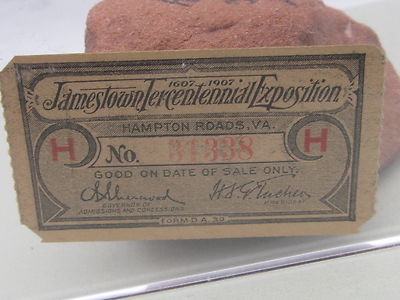 1607 1907
Jamestown Tercentennial Exposition
HAMPTON ROADS, VA.
H No. 31338 H
GOOD ON DATE OF SALE ONLY.
GOVERNOR OF
ADMISSIONS AND CONCESSIONS
PRESIDENT
FORM D.A. 39